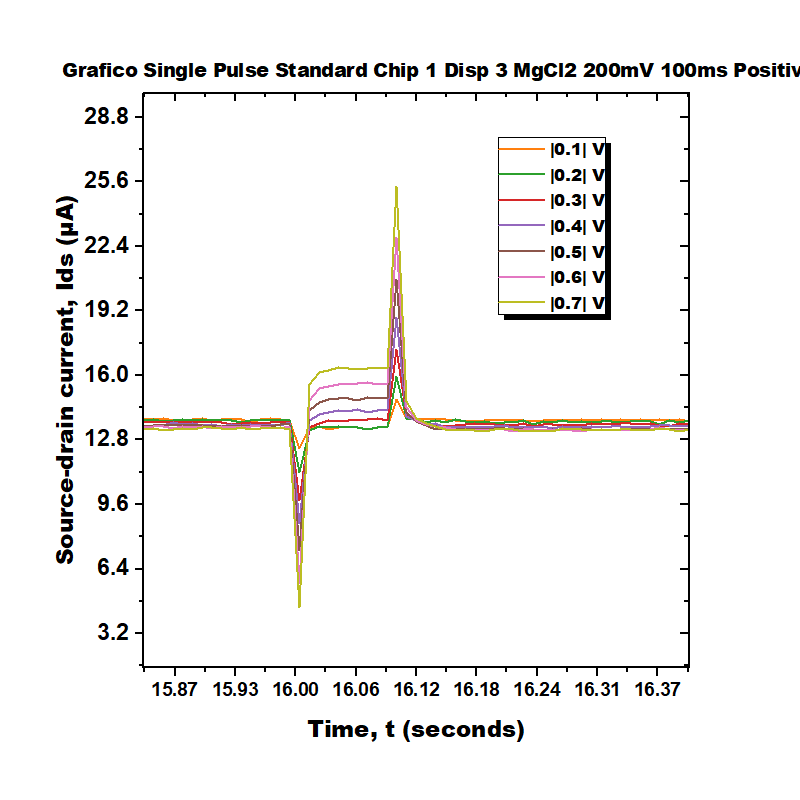 Grafico Single Pulse Standard Chip 1 Disp 3 MgCl2 200mV 100ms Positiv
28.8
25.6
22.4
19.2
16.0
12.8
9.6
6.4
3.2
Source-drain current, Ids (µA)
|0.1| V
|0.2| V
|0.3| V
|0.4| V
|0.5| V
|0.6| V
|0.7| V
15.87 15.93 16.00 16.06 16.12 16.18 16.24 16.31 16.37
Time, t (seconds)